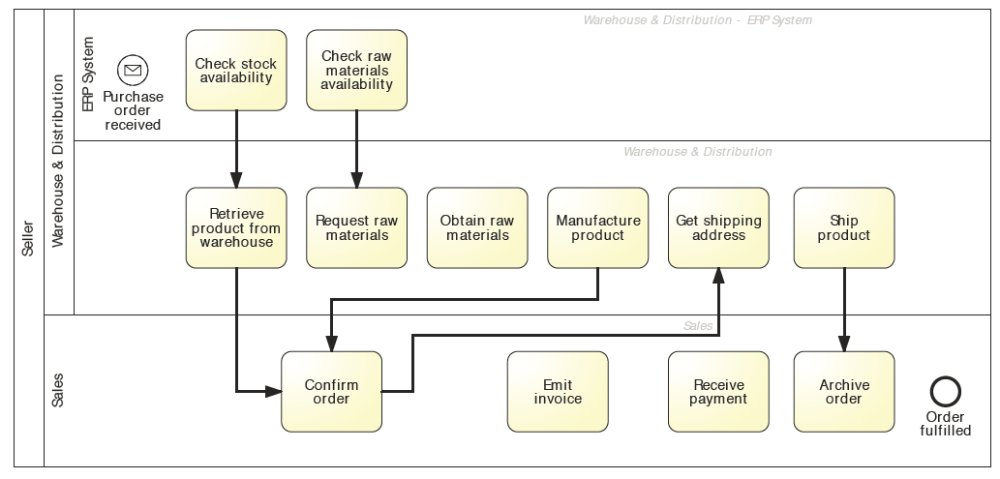 Seller
Warehouse & Distribution
ERP System
Warehouse & Distribution - ERP System
Purchase
order
received
Check stock
availability
Check raw
materials
availability
Warehouse & Distribution
Retrieve
product from
warehouse
Request raw
materials
Obtain raw
materials
Manufacture
product
Get shipping
address
Ship
product
Sales
Sales
Confirm
order
Emit
invoice
Receive
payment
Archive
order
Order
fulfilled